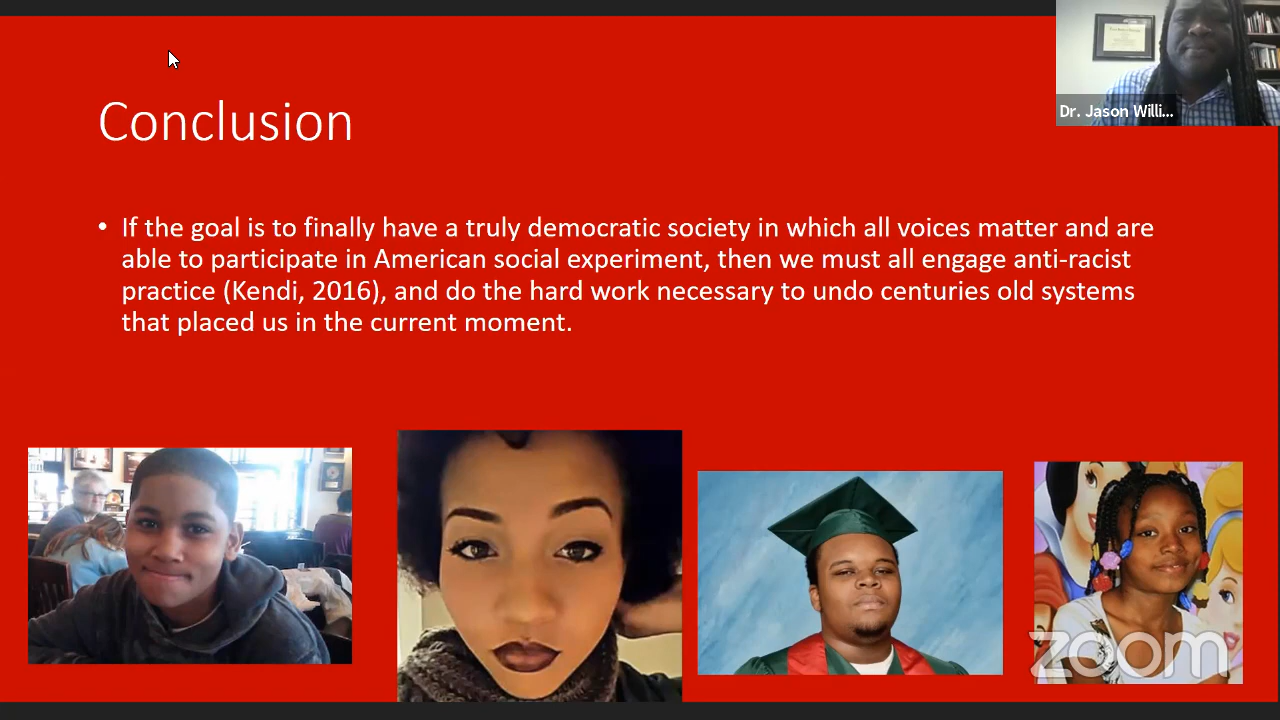 Conclusion
• If the goal is to finally have a truly democratic society in which all voices matter and are
able to participate in American social experiment, then we must all engage anti-racist
practice (Kendi, 2016), and do the hard work necessary to undo centuries old systems
that placed us in the current moment.
Dr. Jason Willi...
zoom